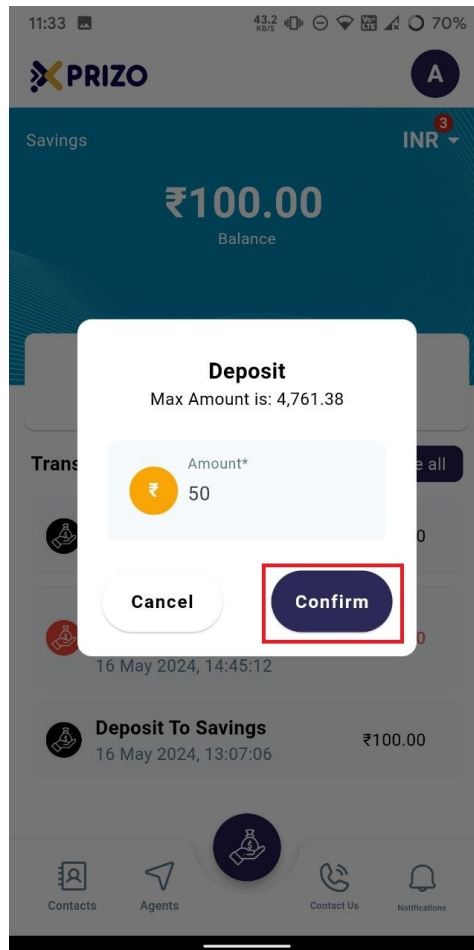 11:33
43.2 KB/S
Vo LTE
70%
PRIZO
A
Savings
INR
3
₹100.00
Balance
Deposit
Max Amount is: 4,761.38
Amount*
₹
50
Cancel
Confirm
Trans
e all
0
0
16 May 2024, 14:45:12
Deposit To Savings
16 May 2024, 13:07:06
₹100.00
Contacts
Agents
Contact Us
Notifications